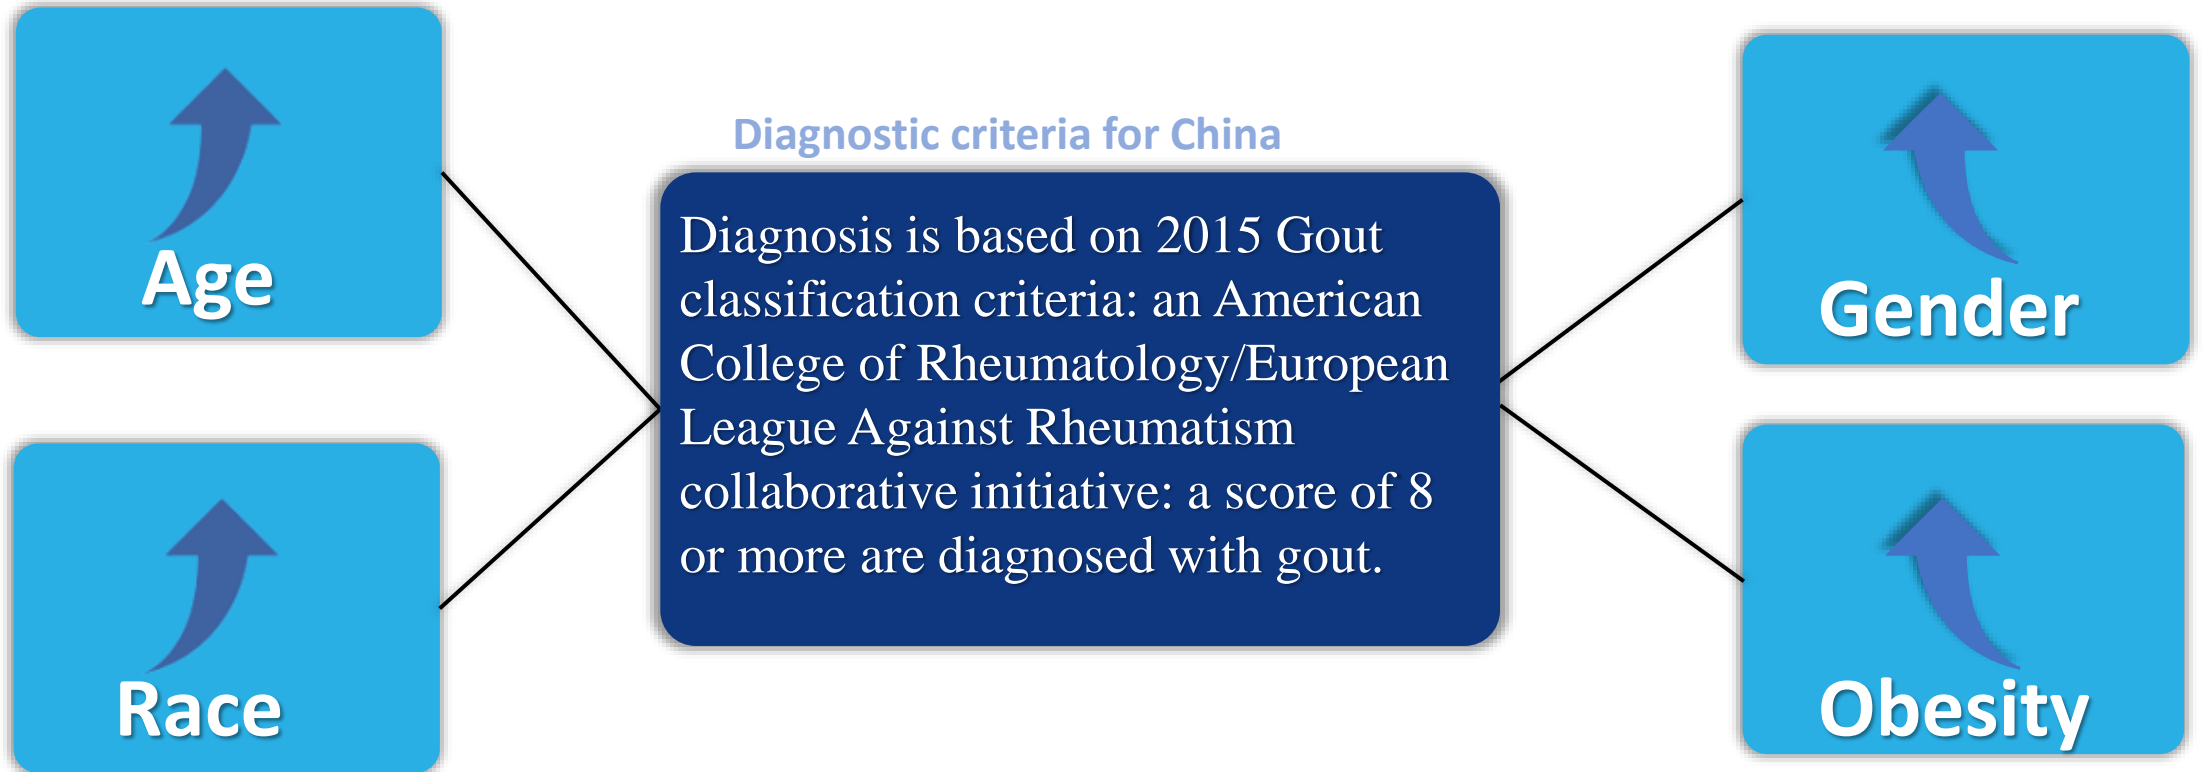 Age
Race
Diagnostic criteria for China
Diagnosis is based on 2015 Gout
classification criteria: an American
College of Rheumatology/European
League Against Rheumatism
collaborative initiative: a score of 8
or more are diagnosed with gout.
Gender
Obesity